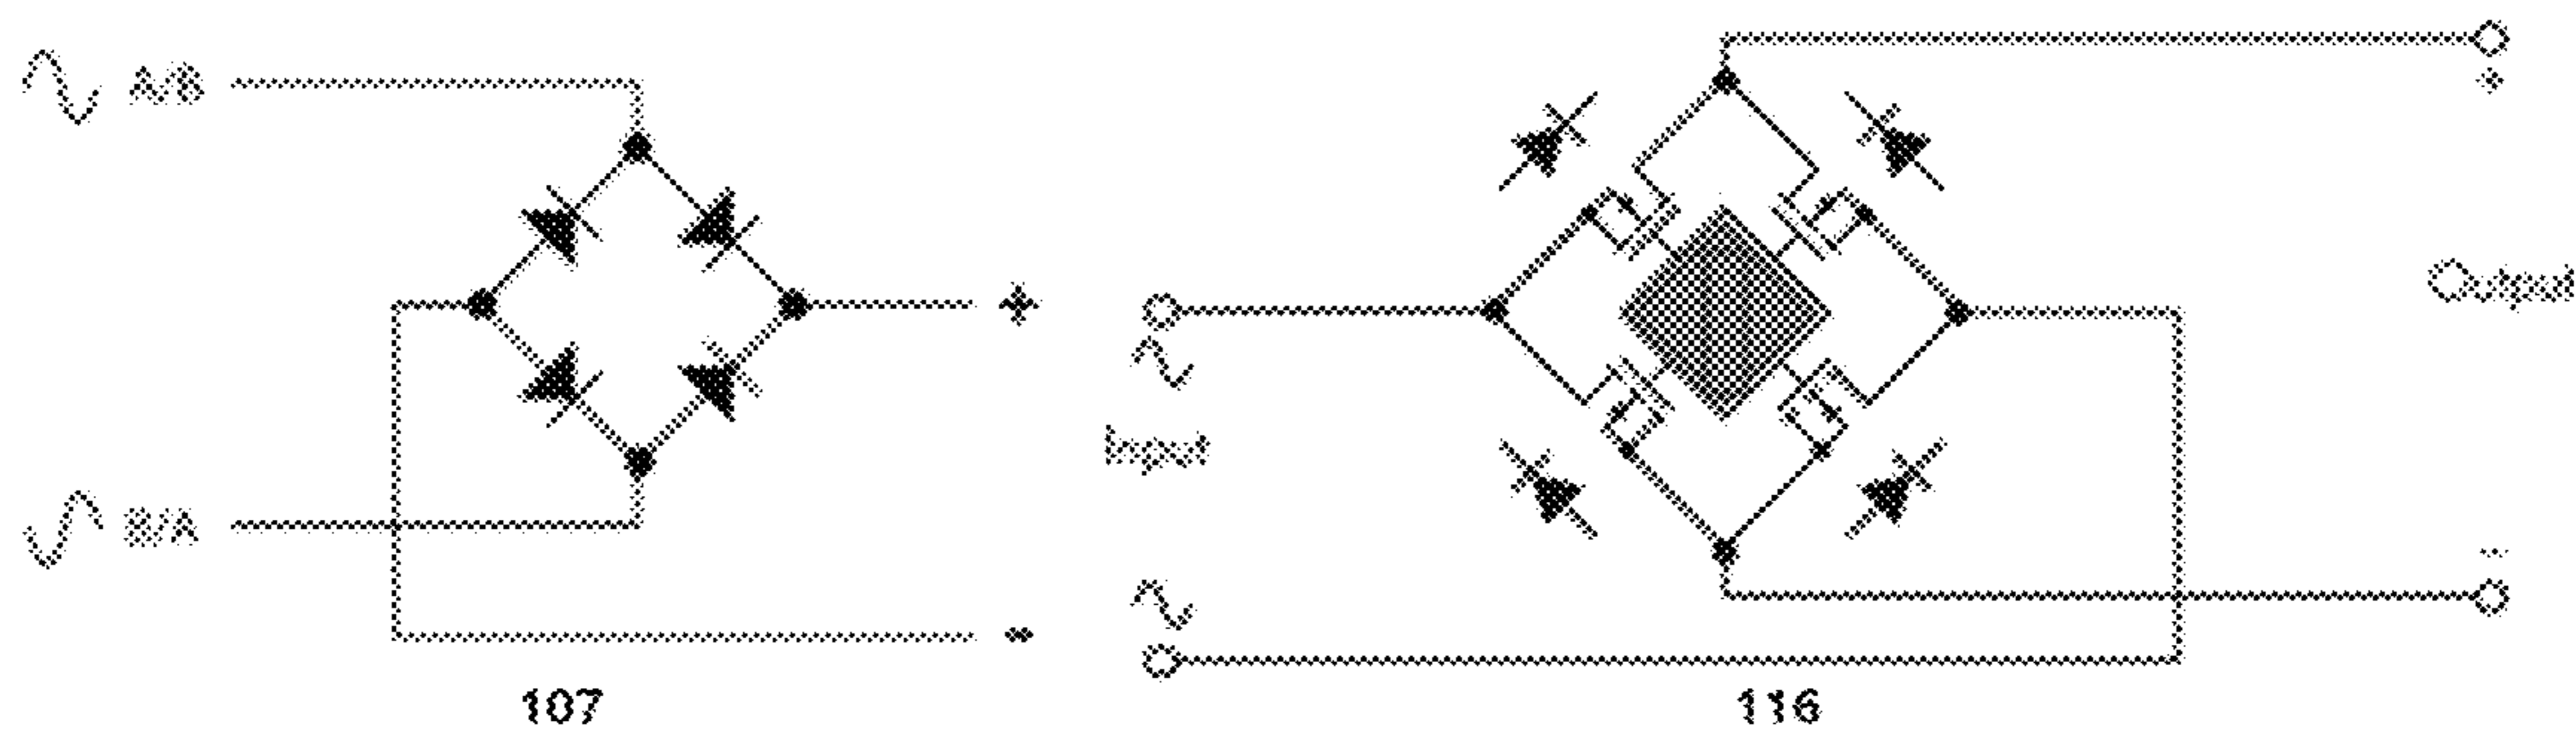 A/B
+
Output
+
Input
B/A
-
-
107
116